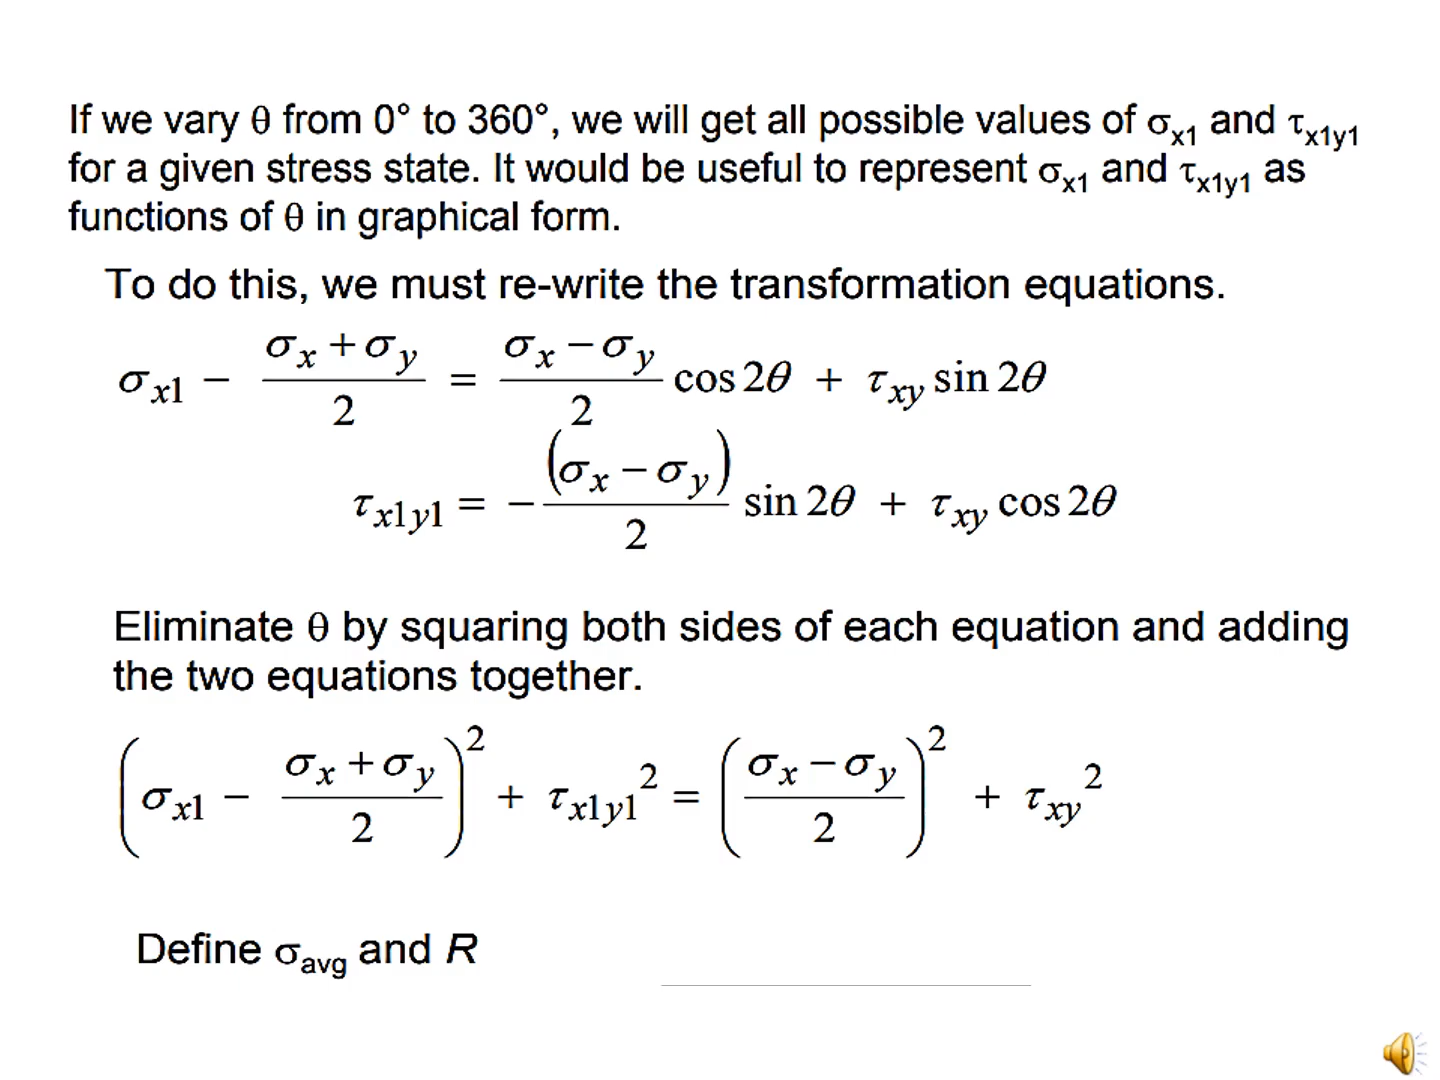 If we vary θ from 0° to 360°, we will get all possible values of σx1 and τx1y1
for a given stress state. It would be useful to represent σx1 and τx1y1 as
functions of θ in graphical form.
To do this, we must re-write the transformation equations.
σx1 − (σx + σy)/2 = (σx − σy)/2 cos 2θ + τxy sin 2θ
τx1y1 = − (σx − σy)/2 sin 2θ + τxy cos 2θ
Eliminate θ by squaring both sides of each equation and adding
the two equations together.
(σx1 − (σx + σy)/2)² + τx1y1² = ((σx − σy)/2)² + τxy²
Define σavg and R